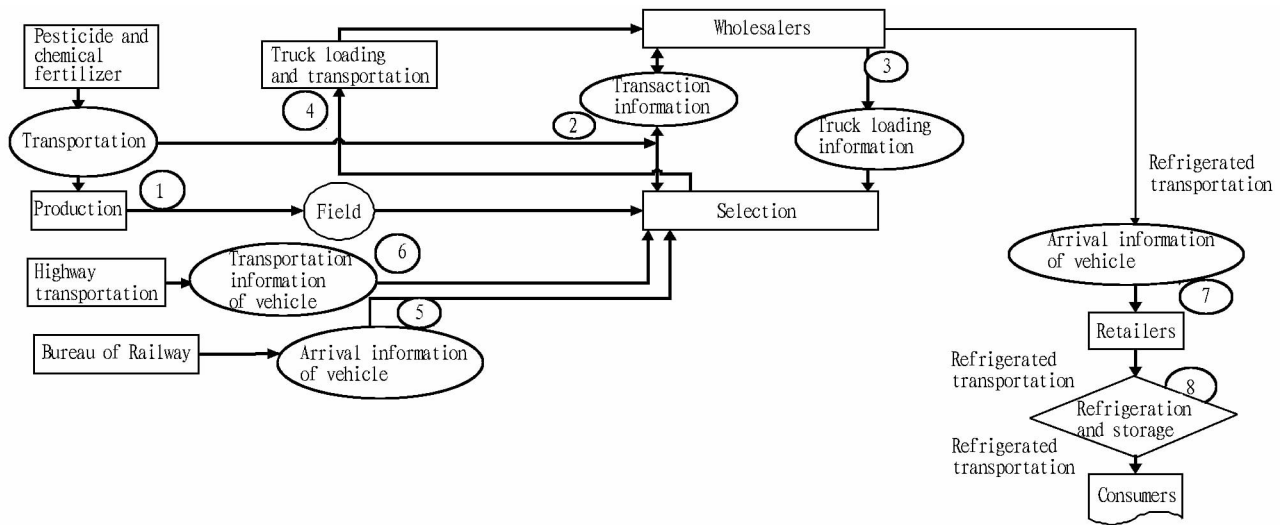 Pesticide and
chemical
fertilizer
Transportation
Production
1
Field
Truck loading
and transportation
4
Wholesalers
Transaction
information
2
3
Truck loading
information
Selection
Highway
transportation
Transportation
information
of vehicle
6
Bureau of Railway
Arrival information
of vehicle
5
Refrigerated
transportation
Arrival information
of vehicle
7
Retailers
Refrigerated
transportation
8
Refrigeration
and storage
Refrigerated
transportation
Consumers